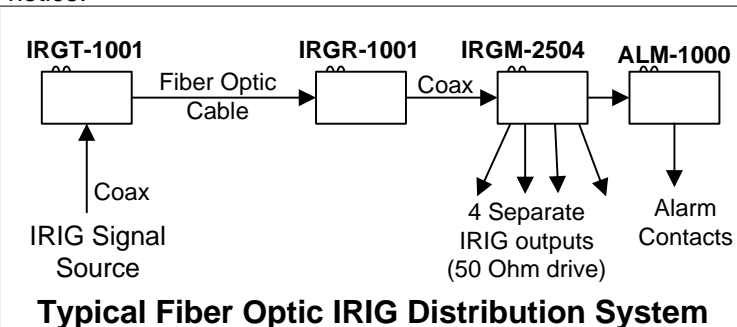 IRGT-1001
IRGR-1001
IRGM-2504
ALM-1000
Fiber Optic
Cable
Coax
Coax
IRIG Signal
Source
4 Separate
IRIG outputs
(50 Ohm drive)
Alarm
Contacts
Typical Fiber Optic IRIG Distribution System